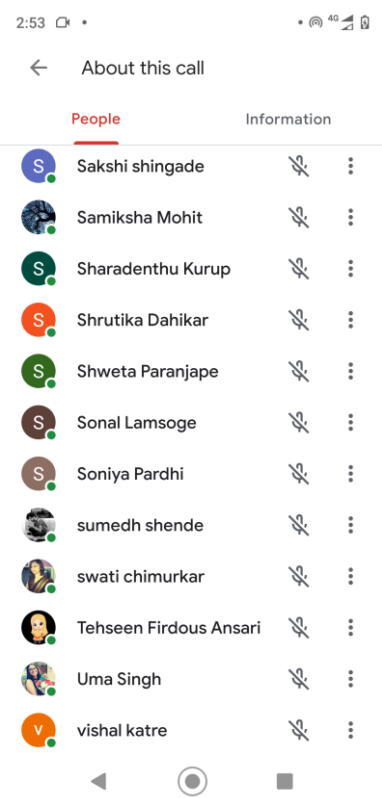 2:53
4G
About this call
People
Information
S
Sakshi shingade
Samiksha Mohit
S
Sharadenthu Kurup
S
Shrutika Dahikar
S
Shweta Paranjape
S
Sonal Lamsoge
S
Soniya Pardhi
sumedh shende
swati chimurkar
Tehseen Firdous Ansari
Uma Singh
v
vishal katre